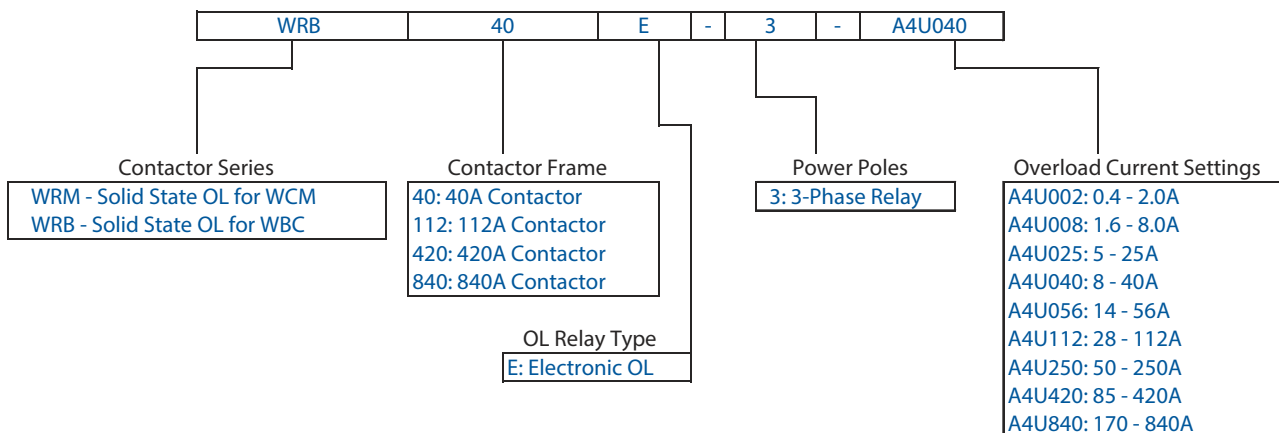 WRB 40 E - 3 - A4U040
Contactor Series
WRM - Solid State OL for WCM
WRB - Solid State OL for WBC
Contactor Frame
40: 40A Contactor
112: 112A Contactor
420: 420A Contactor
840: 840A Contactor
OL Relay Type
E: Electronic OL
Power Poles
3: 3-Phase Relay
Overload Current Settings
A4U002: 0.4 - 2.0A
A4U008: 1.6 - 8.0A
A4U025: 5 - 25A
A4U040: 8 - 40A
A4U056: 14 - 56A
A4U112: 28 - 112A
A4U250: 50 - 250A
A4U420: 85 - 420A
A4U840: 170 - 840A